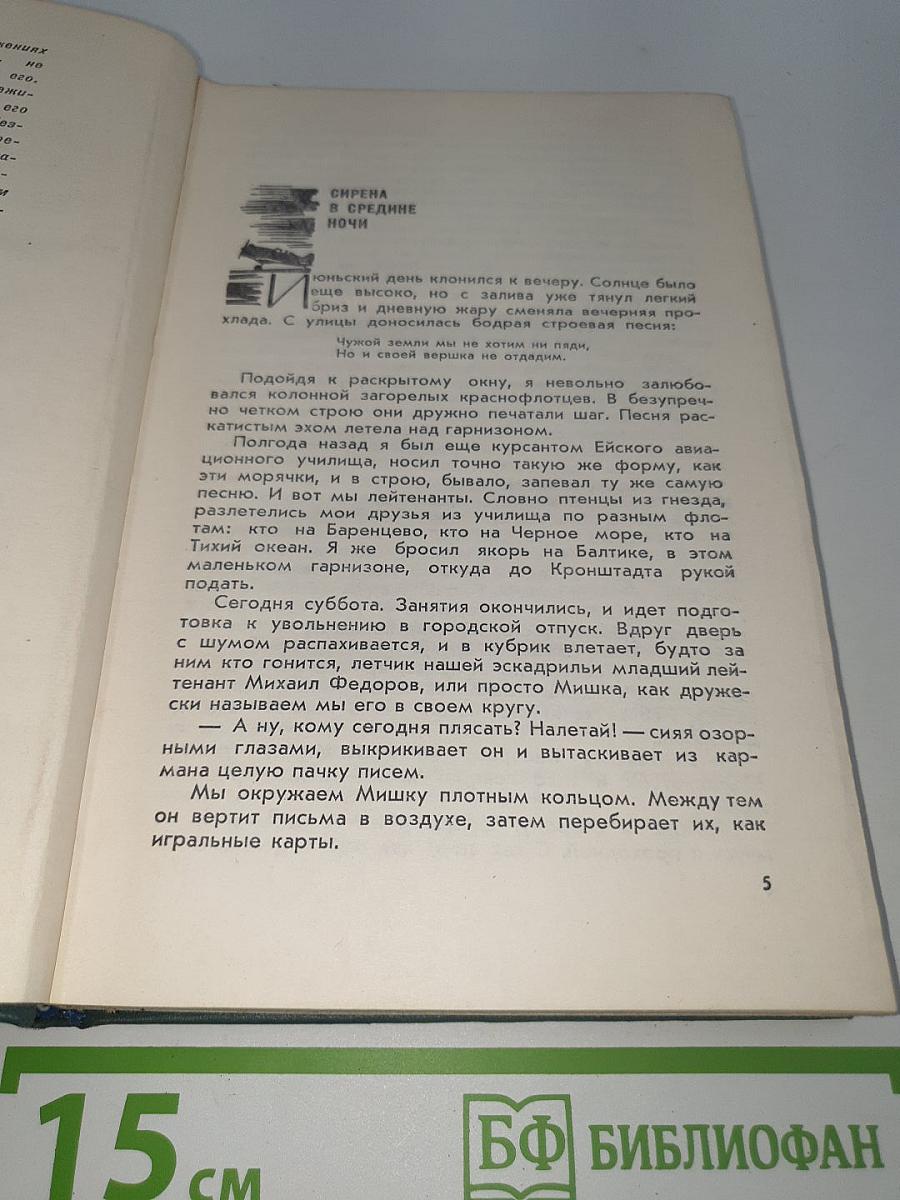 не
его.
его
и
СИРЕНА
В СРЕДИНЕ
НОЧИ
Июньский день клонился к вечеру. Солнце было
еще высоко, но с залива уже тянул легкий
бриз и дневную жару сменяла вечерняя про-
хлада. С улицы доносилась бодрая строевая песня:
Чужой земли мы не хотим ни пяди,
Но и своей вершка не отдадим.
Подойдя к раскрытому окну, я невольно залюбо-
вался колонной загорелых краснофлотцев. В безупреч-
но четком строю они дружно печатали шаг. Песня рас-
катистым эхом летела над гарнизоном.
Полгода назад я был еще курсантом Ейского авиа-
ционного училища, носил точно такую же форму, как
эти морячки, и в строю, бывало, запевал ту же самую
песню. И вот мы лейтенанты. Словно птенцы из гнезда,
разлетелись мои друзья из училища по разным фло-
там: кто на Баренцево, кто на Черное море, кто на
Тихий океан. Я же бросил якорь на Балтике, в этом
маленьком гарнизоне, откуда до Кронштадта рукой
подать.
Сегодня суббота. Занятия окончились, и идет подго-
товка к увольнению в городской отпуск. Вдруг дверь
с шумом распахивается, и в кубрик влетает, будто за
ним кто гонится, летчик нашей эскадрильи младший лей-
тенант Михаил Федоров, или просто Мишка, как друже-
ски называем мы его в своем кругу.
— А ну, кому сегодня плясать? Налетай! — сияя озор-
ными глазами, выкрикивает он и вытаскивает из кар-
мана целую пачку писем.
Мы окружаем Мишку плотным кольцом. Между тем
он вертит письма в воздухе, затем перебирает их, как
игральные карты.
5
15 см
БФ БИБЛИОФАН